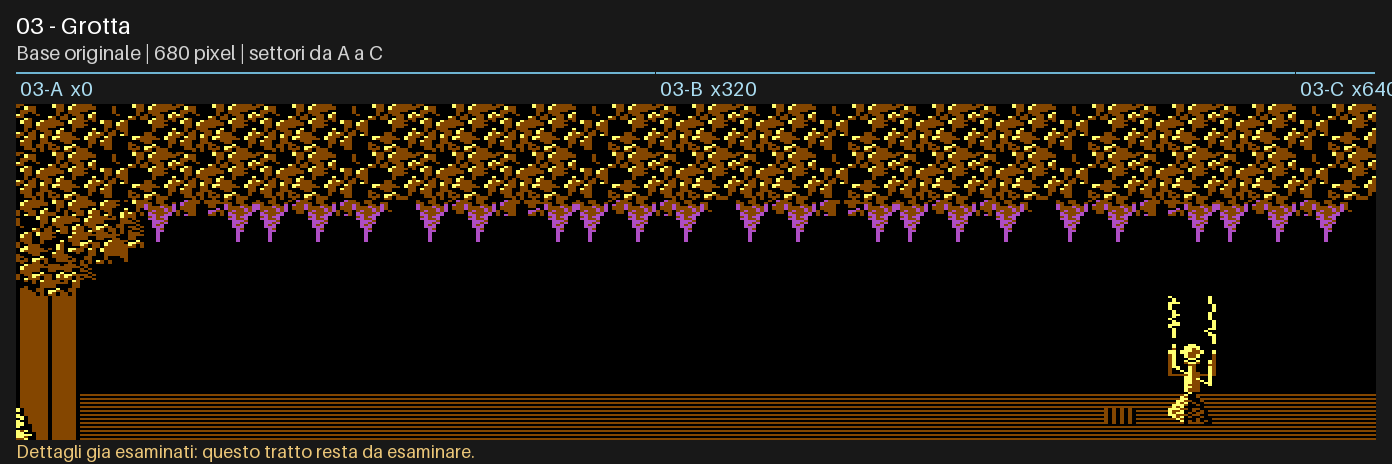 03 - Grotta
Base originale | 680 pixel | settori da A a C
03-A x0 03-B x320 03-C x640
Dettagli gia esaminati: questo tratto resta da esaminare.